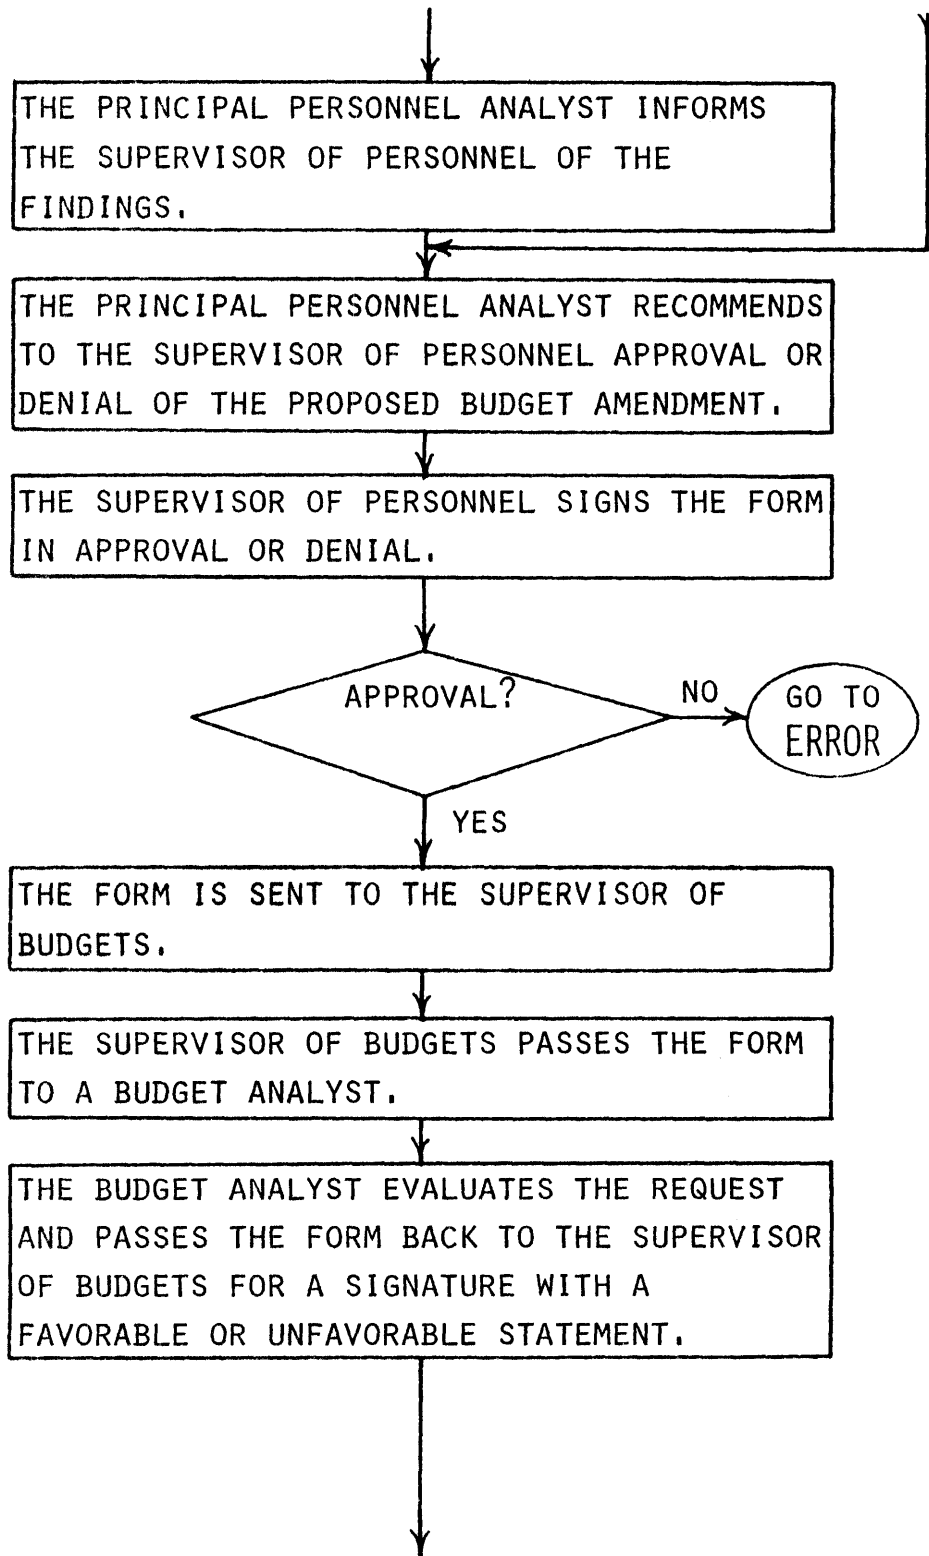 THE PRINCIPAL PERSONNEL ANALYST INFORMS
THE SUPERVISOR OF PERSONNEL OF THE
FINDINGS.
THE PRINCIPAL PERSONNEL ANALYST RECOMMENDS
TO THE SUPERVISOR OF PERSONNEL APPROVAL OR
DENIAL OF THE PROPOSED BUDGET AMENDMENT.
THE SUPERVISOR OF PERSONNEL SIGNS THE FORM
IN APPROVAL OR DENIAL.
APPROVAL?
NO
GO TO
ERROR
YES
THE FORM IS SENT TO THE SUPERVISOR OF
BUDGETS.
THE SUPERVISOR OF BUDGETS PASSES THE FORM
TO A BUDGET ANALYST.
THE BUDGET ANALYST EVALUATES THE REQUEST
AND PASSES THE FORM BACK TO THE SUPERVISOR
OF BUDGETS FOR A SIGNATURE WITH A
FAVORABLE OR UNFAVORABLE STATEMENT.